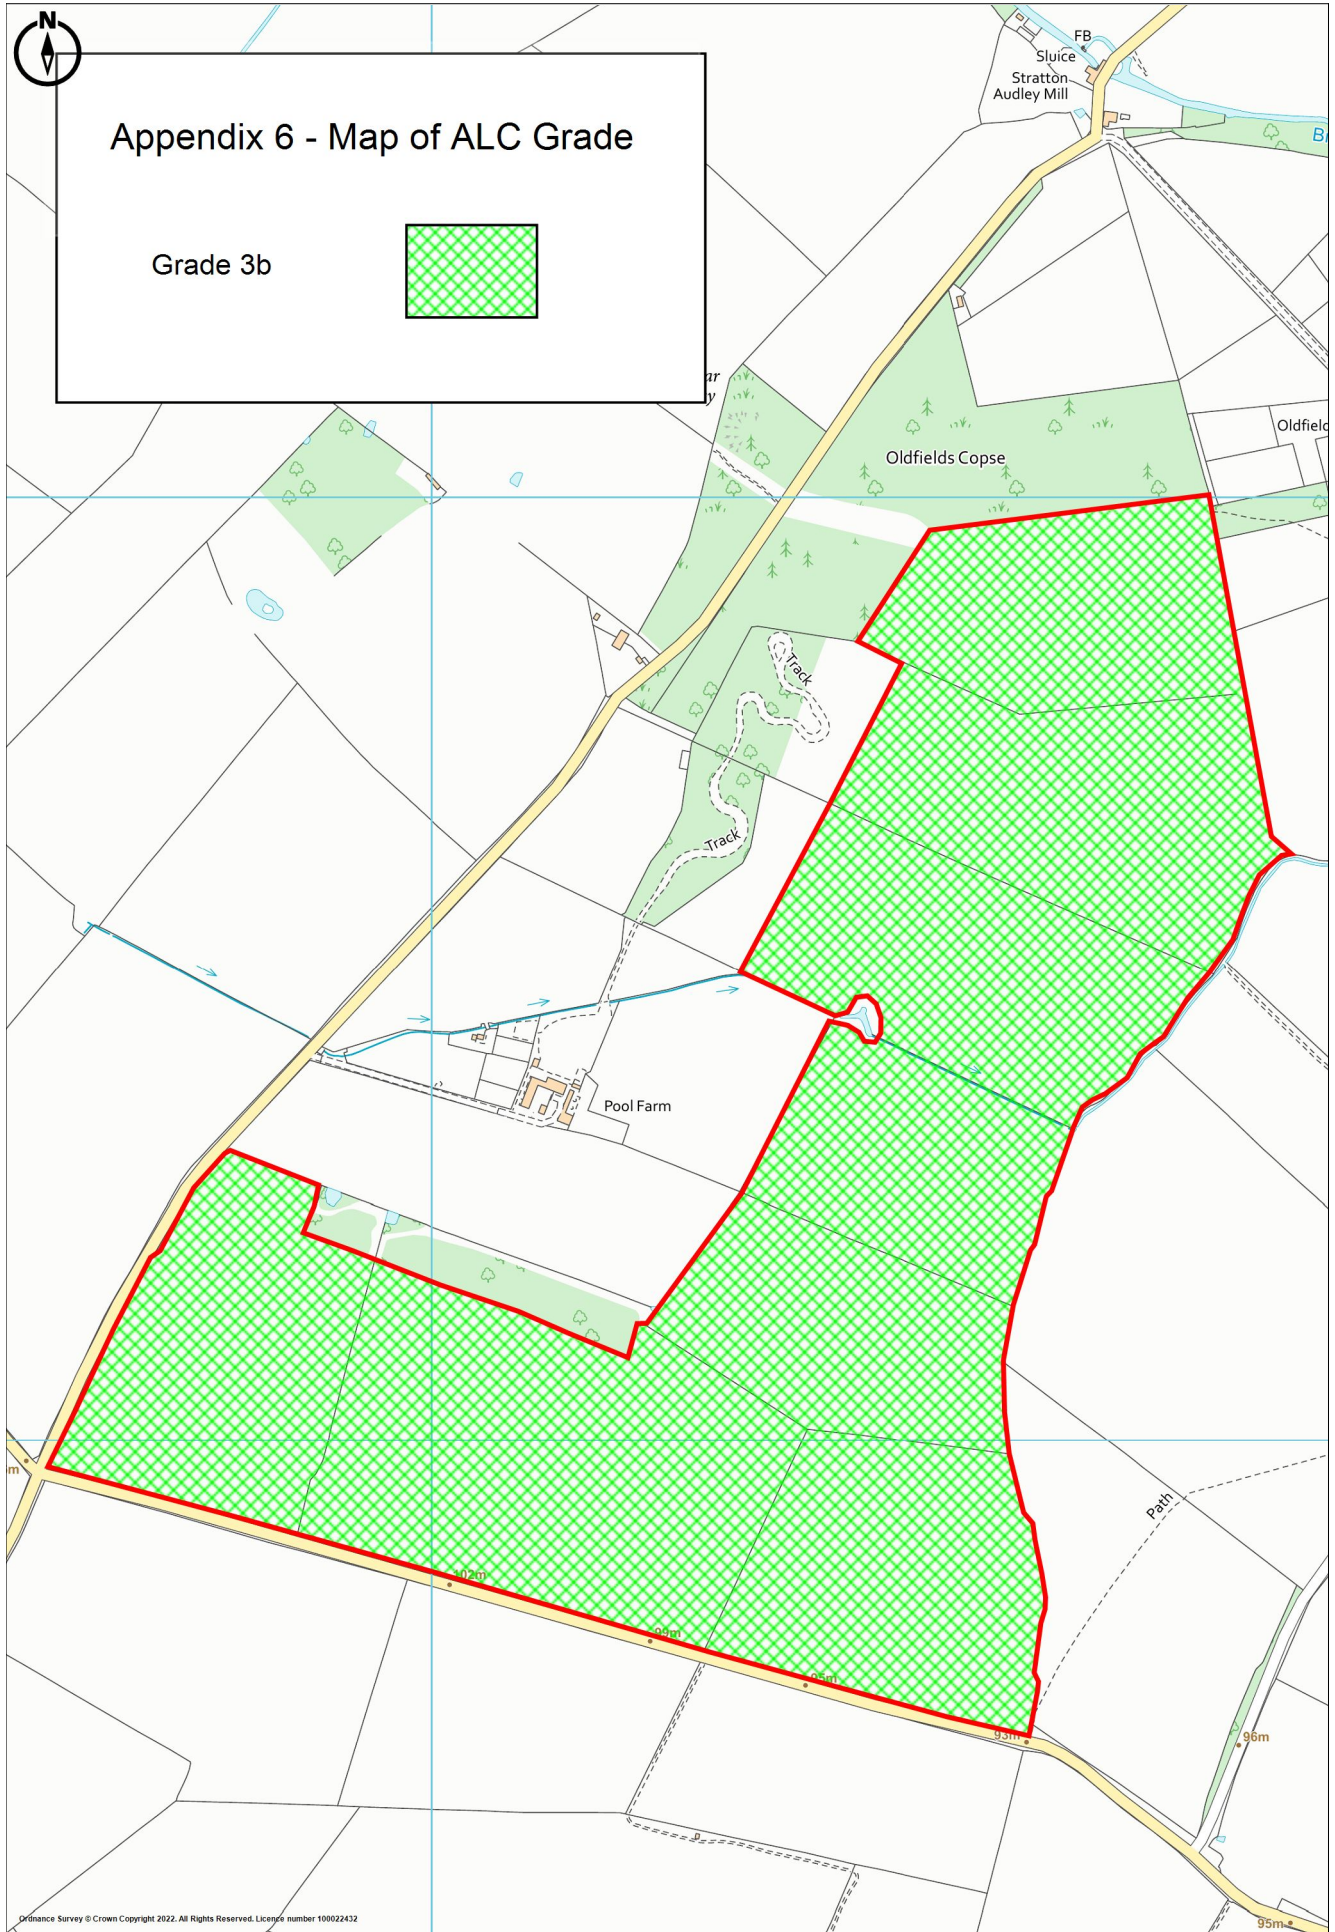 N
Appendix 6 - Map of ALC Grade
Grade 3b
FB
Sluice
Stratton
Audley Mill
Oldfields Copse
Track
Track
Pool Farm
Path
102m
99m
95m
93m
96m
95m
Ordnance Survey © Crown Copyright 2022. All Rights Reserved. Licence number 100022432